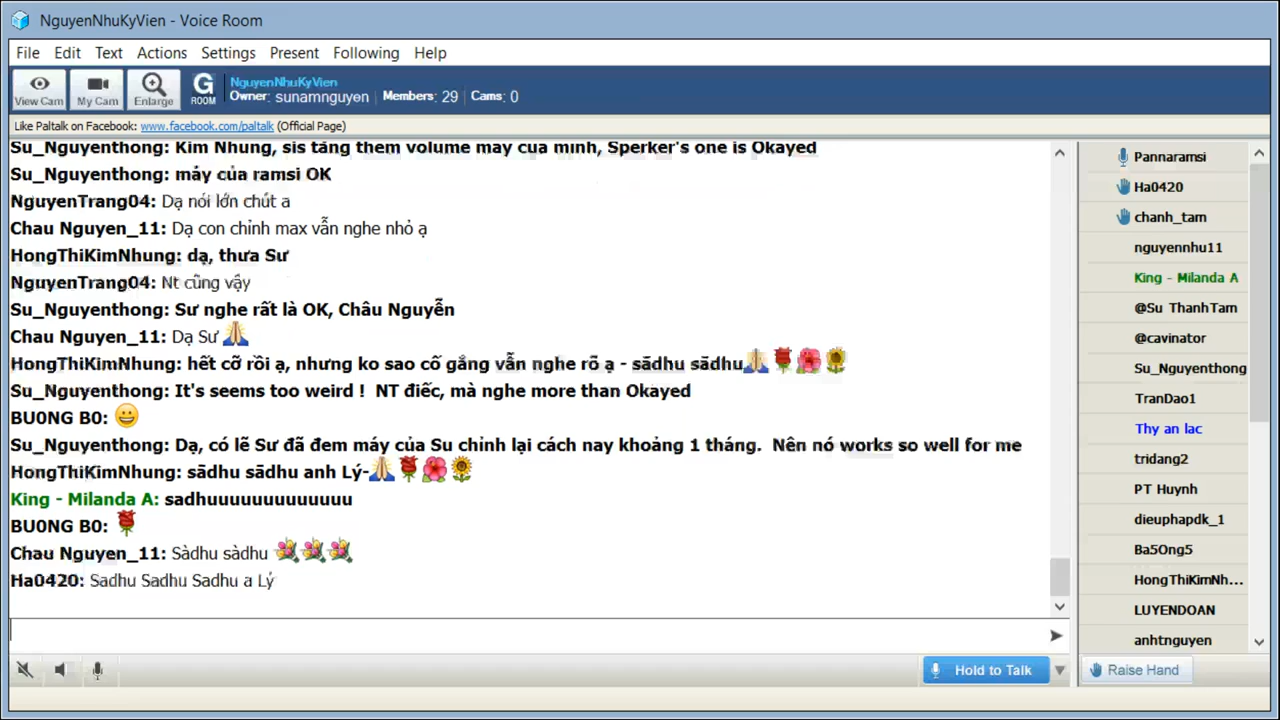 NguyenNhuKyVien - Voice Room
File Edit Text Actions Settings Present Following Help
View Cam My Cam Enlarge G ROOM NguyenNhuKyVien
Owner: sunamnguyen Members: 29 Cams: 0
Like Paltalk on Facebook: www.facebook.com/paltalk (Official Page)
Su_Nguyenthong: Kim Nhung, sis tăng them volume may cua minh, Sperker's one is Okayed
Su_Nguyenthong: máy của ramsi OK
NguyenTrang04: Dạ nói lớn chút a
Chau Nguyen_11: Dạ con chỉnh max vẫn nghe nhỏ ạ
HongThiKimNhung: dạ, thưa Sư
NguyenTrang04: Nt cũng vậy
Su_Nguyenthong: Sư nghe rất là OK, Châu Nguyễn
Chau Nguyen_11: Dạ Sư 🙏
HongThiKimNhung: hết cỡ rồi ạ, nhưng ko sao cố gắng vẫn nghe rõ ạ - sādhu sādhu🙏🌹🌺🌻
Su_Nguyenthong: It's seems too weird ! NT điếc, mà nghe more than Okayed
BU0NG B0: 😀
Su_Nguyenthong: Dạ, có lẽ Sư đã đem máy của Su chỉnh lại cách nay khoảng 1 tháng. Nên nó works so well for me
HongThiKimNhung: sādhu sādhu anh Lý-🙏🌹🌺🌻
King - Milanda A: sadhuuuuuuuuuuuuu
BU0NG B0: 🌹
Chau Nguyen_11: Sàdhu sàdhu 💐💐💐
Ha0420: Sadhu Sadhu Sadhu a Lý
Hold to Talk
Pannaramsi
Ha0420
chanh_tam
nguyennhu11
King - Milanda A
@Su ThanhTam
@cavinator
Su_Nguyenthong
TranDao1
Thy an lac
tridang2
PT Huynh
dieuphapdk_1
Ba5Ong5
HongThiKimNh...
LUYENDOAN
anhtnguyen
Raise Hand